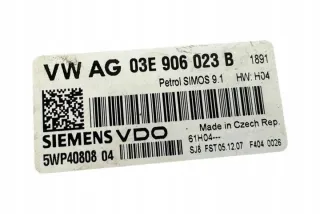 VW AG 03E 906 023 B 1891
Petrol SIMOS 9.1 HW: H04
SIEMENS VDO
Made in Czech Rep.
5WP40808 04
61H04---
SJ8 FST 05.12.07 F404 0026